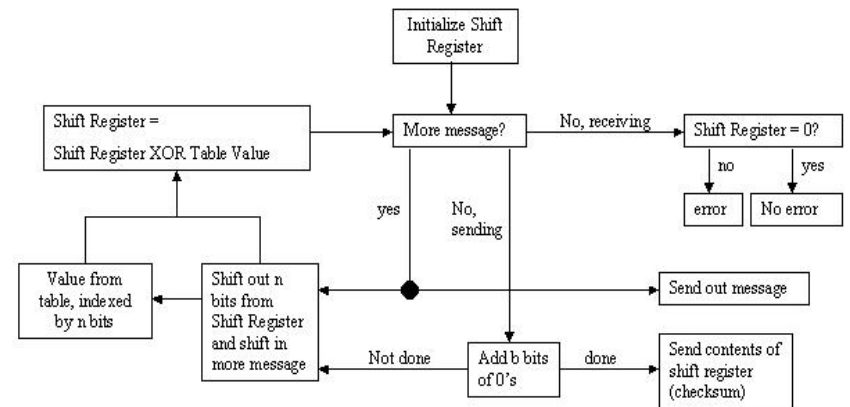 Initialize Shift
Register
Shift Register =
Shift Register XOR Table Value
More message?
No, receiving
Shift Register = 0?
no
yes
error
No error
yes
No,
sending
Value from
table, indexed
by n bits
Shift out n
bits from
Shift Register
and shift in
more message
Send out message
Not done
Add b bits
of 0's
done
Send contents of
shift register
(checksum)